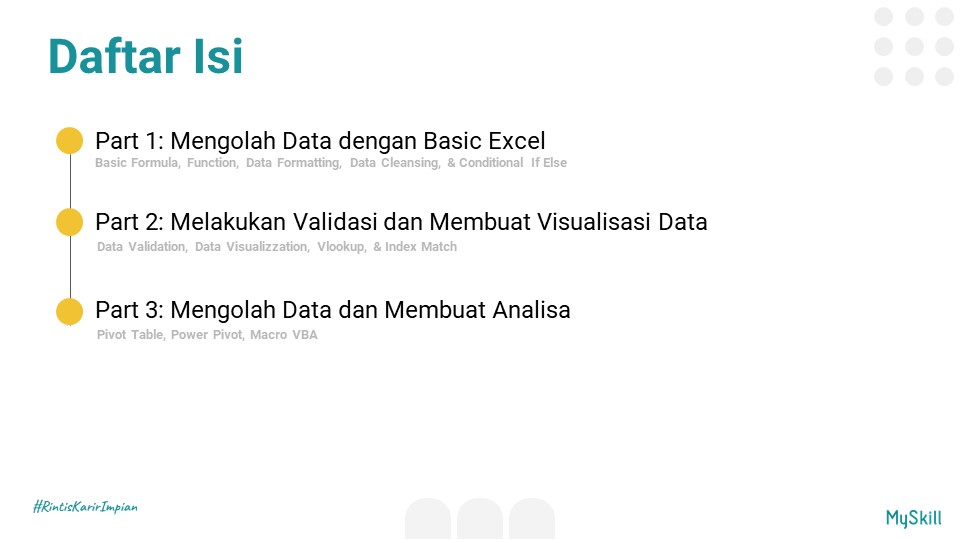 Daftar Isi
Part 1: Mengolah Data dengan Basic Excel
Basic Formula, Function, Data Formatting, Data Cleansing, & Conditional If Else
Part 2: Melakukan Validasi dan Membuat Visualisasi Data
Data Validation, Data Visualizzation, Vlookup, & Index Match
Part 3: Mengolah Data dan Membuat Analisa
Pivot Table, Power Pivot, Macro VBA
#RintisKarirImpian
MySkill